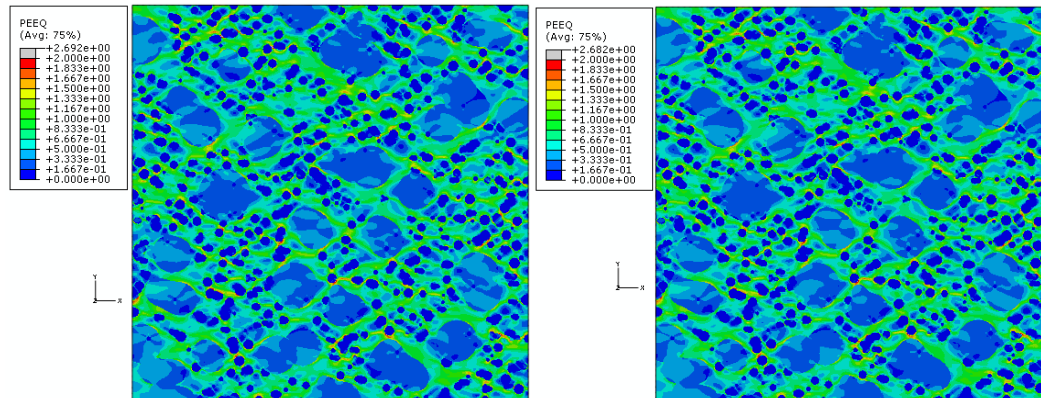 PEEQ
(Avg: 75%)
+2.692e+00
+2.000e+00
+1.833e+00
+1.667e+00
+1.500e+00
+1.333e+00
+1.167e+00
+1.000e+00
+8.333e-01
+6.667e-01
+5.000e-01
+3.333e-01
+1.667e-01
+0.000e+00
Y
Z
X
PEEQ
(Avg: 75%)
+2.682e+00
+2.000e+00
+1.833e+00
+1.667e+00
+1.500e+00
+1.333e+00
+1.167e+00
+1.000e+00
+8.333e-01
+6.667e-01
+5.000e-01
+3.333e-01
+1.667e-01
+0.000e+00
Y
Z
X